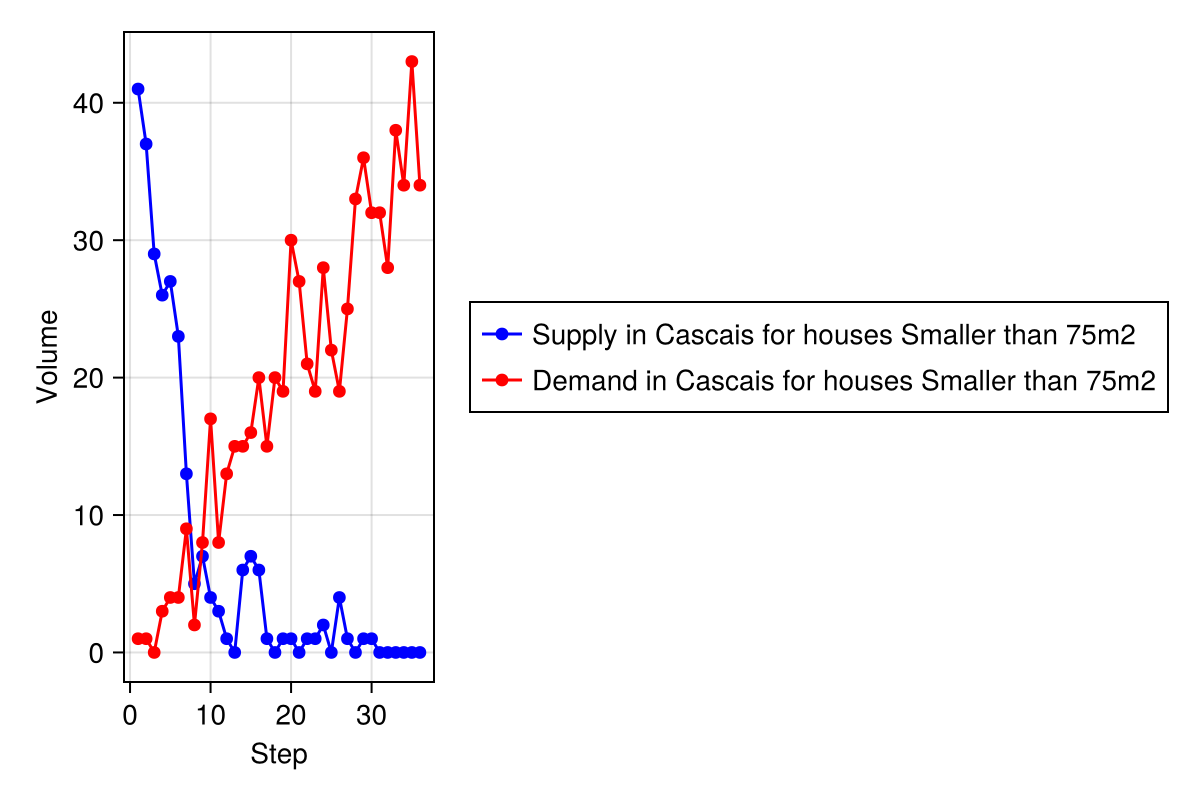 40
30
20
10
0
Volume
0 10 20 30
Step
Supply in Cascais for houses Smaller than 75m2
Demand in Cascais for houses Smaller than 75m2